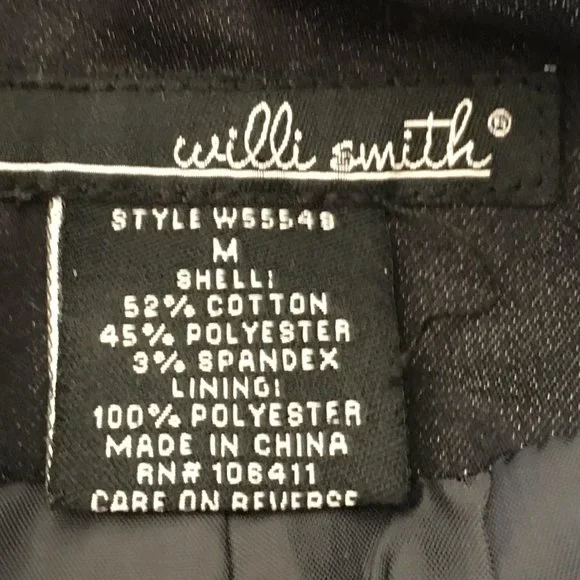 willi smith®
STYLE W55549
M
SHELL:
52% COTTON
45% POLYESTER
3% SPANDEX
LINING:
100% POLYESTER
MADE IN CHINA
RN# 106411
CARE ON REVERSE